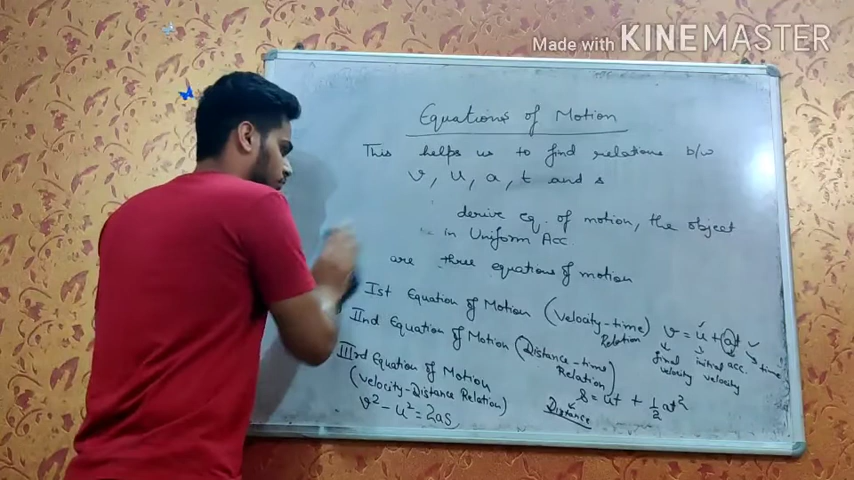 Made with KINEMASTER
Equations of Motion
This helps us to find relations b/w
v, u, a, t and s
derive eq. of motion, the object
in Uniform Acc
are three equations of motion
Ist Equation of Motion (Velocity-time) v = u + at
Relation
final velocity
initial velocity
acc.
time
IInd Equation of Motion (Distance-time)
Relation
s = ut + 1/2 at²
Distance
IIIrd Equation of Motion
(Velocity-Distance Relation)
v² - u² = 2as